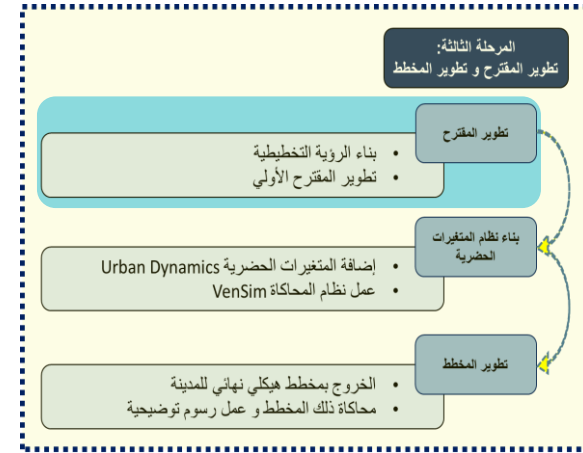 المرحلة الثالثة:
تطوير المقترح و تطوير المخطط
تطوير المقترح
• بناء الرؤية التخطيطية
• تطوير المقترح الأولي
بناء نظام المتغيرات
الحضرية
• إضافة المتغيرات الحضرية Urban Dynamics
• عمل نظام المحاكاة VenSim
تطوير المخطط
• الخروج بمخطط هيكلي نهائي للمدينة
• محاكاة ذلك المخطط و عمل رسوم توضيحية